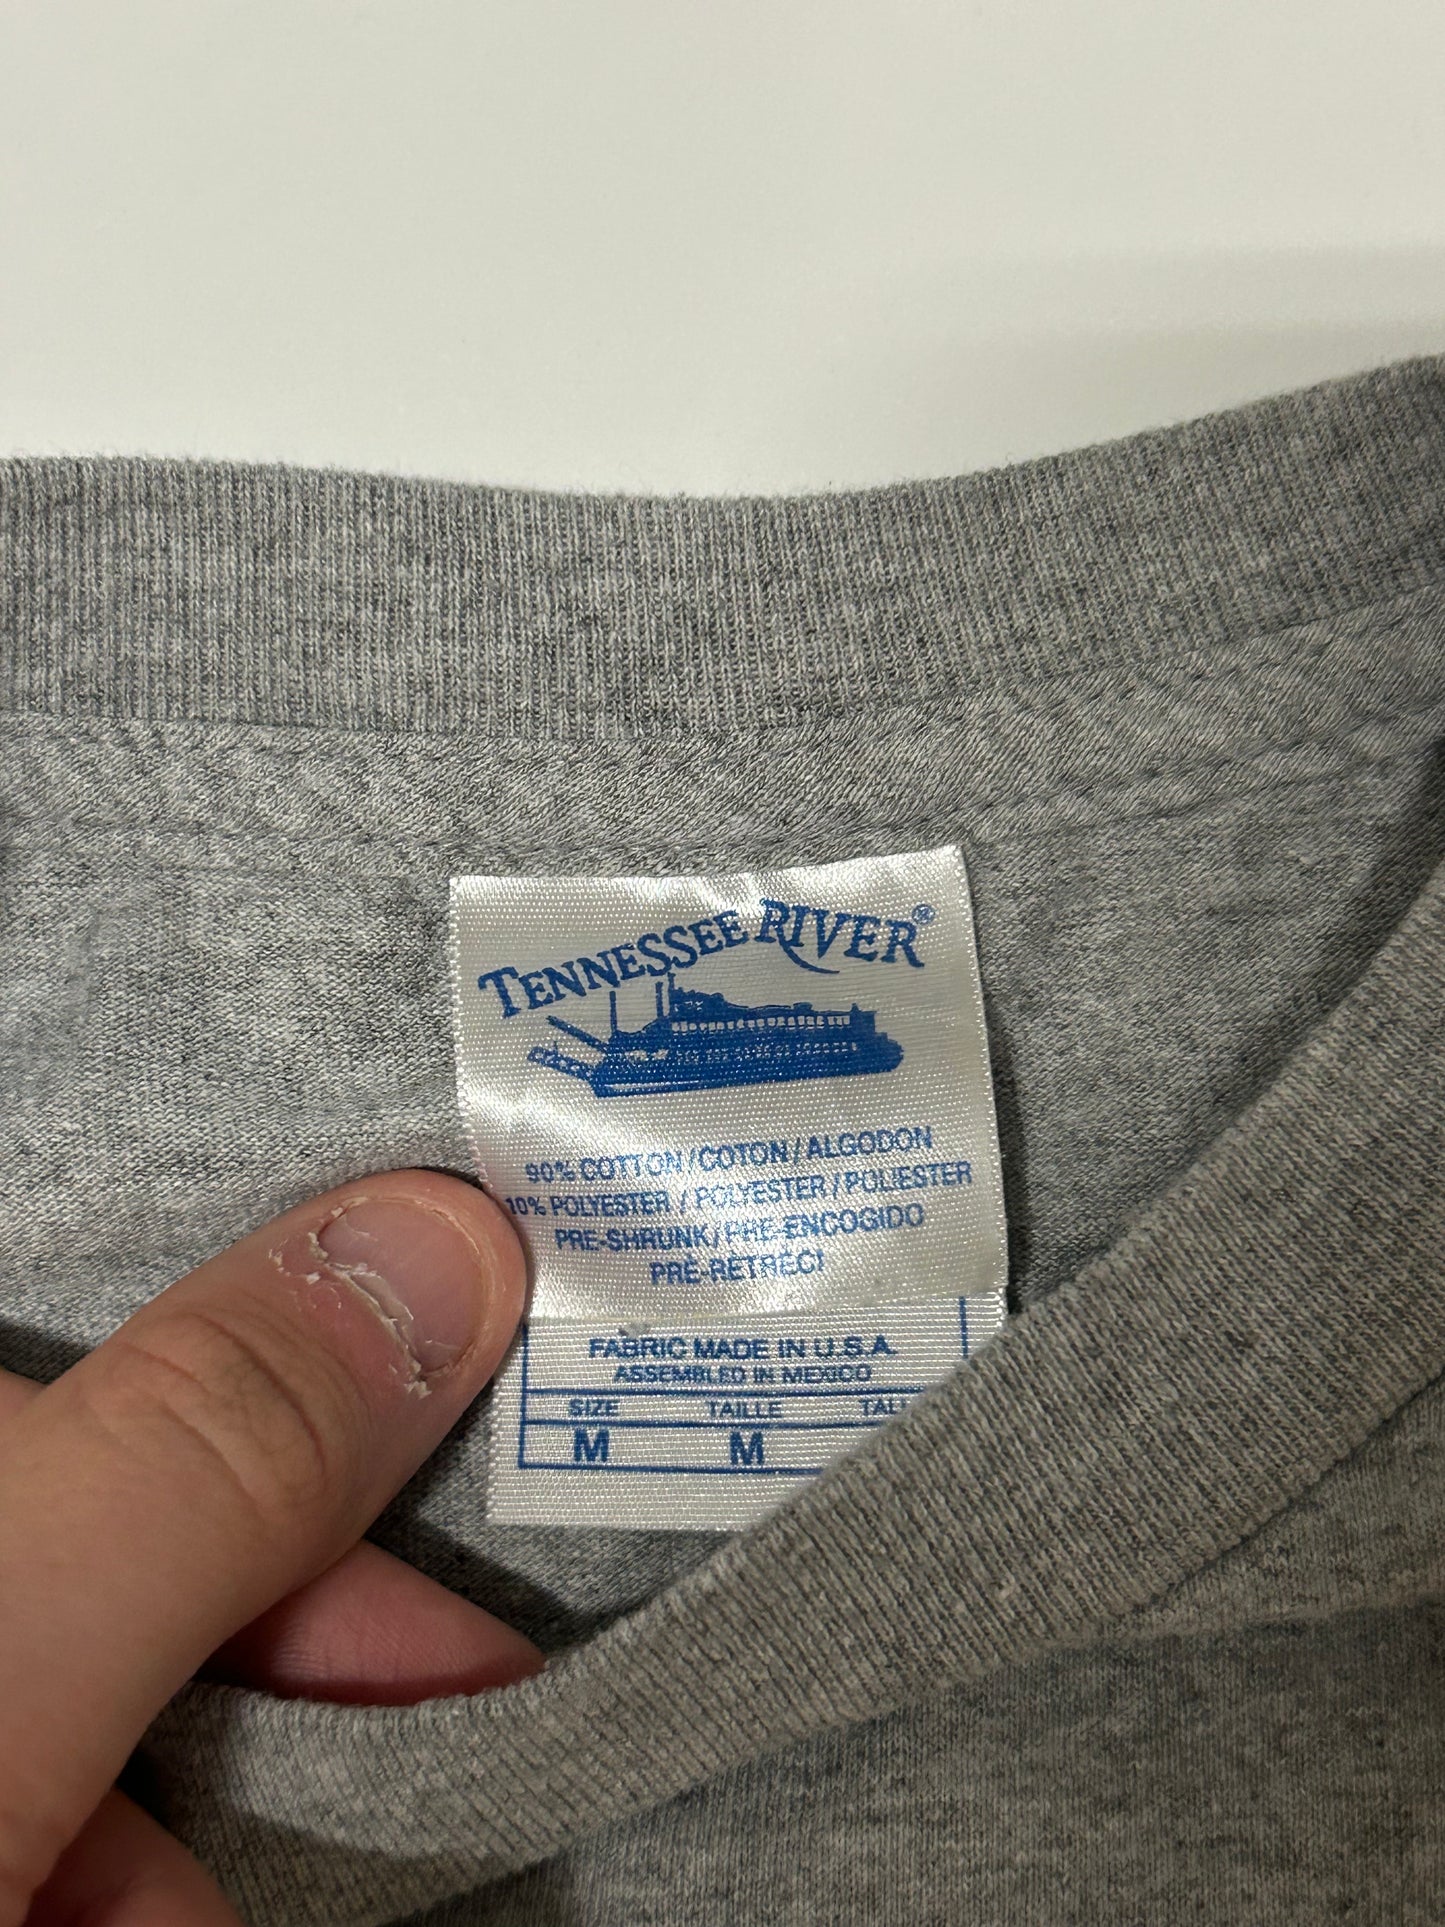 TENNESSEE RIVER®
90% COTTON/COTON/ALGODON
10% POLYESTER/POLYESTER/POLIESTER
PRE-SHRUNK/PRE-ENCOGIDO
PRÉ-RETRÉCI
FABRIC MADE IN U.S.A.
ASSEMBLED IN MEXICO
SIZE TAILLE
M M